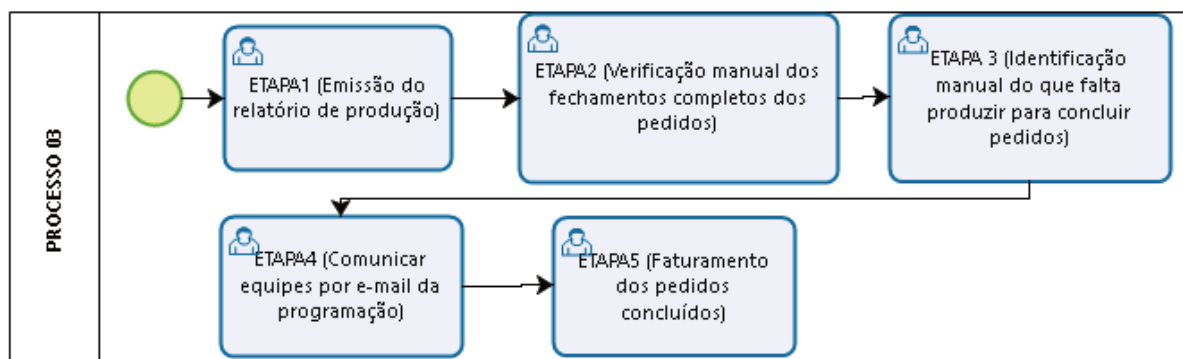 PROCESSO 03
ETAPA1 (Emissão do
relatório de produção)
ETAPA2 (Verificação manual dos
fechamentos completos dos
pedidos)
ETAPA 3 (Identificação
manual do que falta
produzir para concluir
pedidos)
ETAPA4 (Comunicar
equipes por e-mail da
programação)
ETAPA5 (Faturamento
dos pedidos
concluídos)